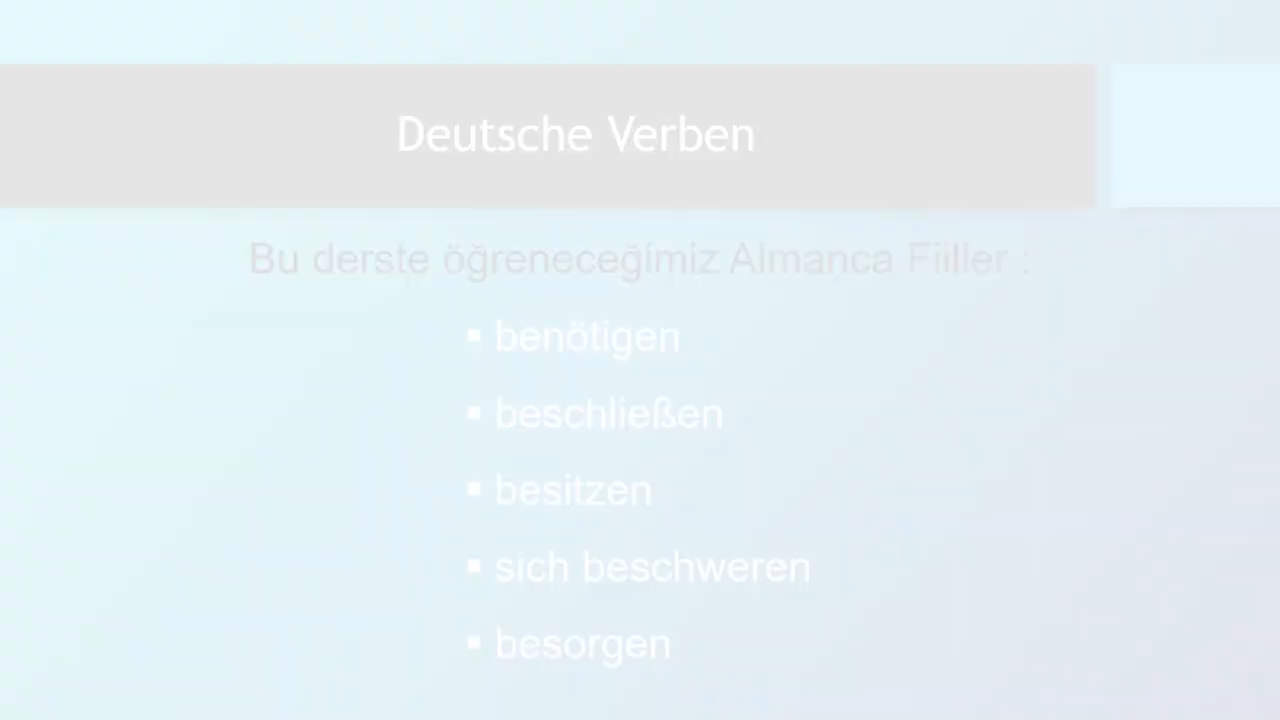 Deutsche Verben
Bu derste öğreneceğimiz Almanca Fiiller :
▪ benötigen
▪ beschließen
▪ besitzen
▪ sich beschweren
▪ besorgen